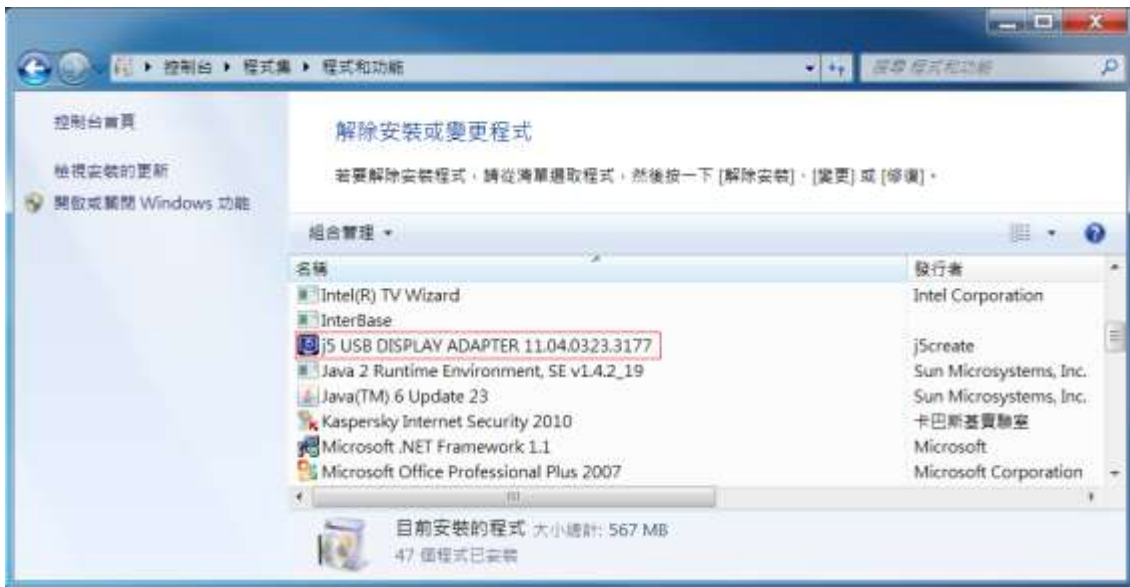 控制台 ▸ 程式集 ▸ 程式和功能
搜尋 程式和功能
控制台首頁
檢視安裝的更新
開啟或關閉 Windows 功能
解除安裝或變更程式
若要解除安裝程式，請從清單選取程式，然後按一下 [解除安裝]、[變更] 或 [修復]。
組合管理
名稱 發行者
Intel(R) TV Wizard Intel Corporation
InterBase
j5 USB DISPLAY ADAPTER 11.04.0323.3177 j5create
Java 2 Runtime Environment, SE v1.4.2_19 Sun Microsystems, Inc.
Java(TM) 6 Update 23 Sun Microsystems, Inc.
Kaspersky Internet Security 2010 卡巴斯基實驗室
Microsoft .NET Framework 1.1 Microsoft
Microsoft Office Professional Plus 2007 Microsoft Corporation
目前安裝的程式 大小總計: 567 MB
47 個程式已安裝